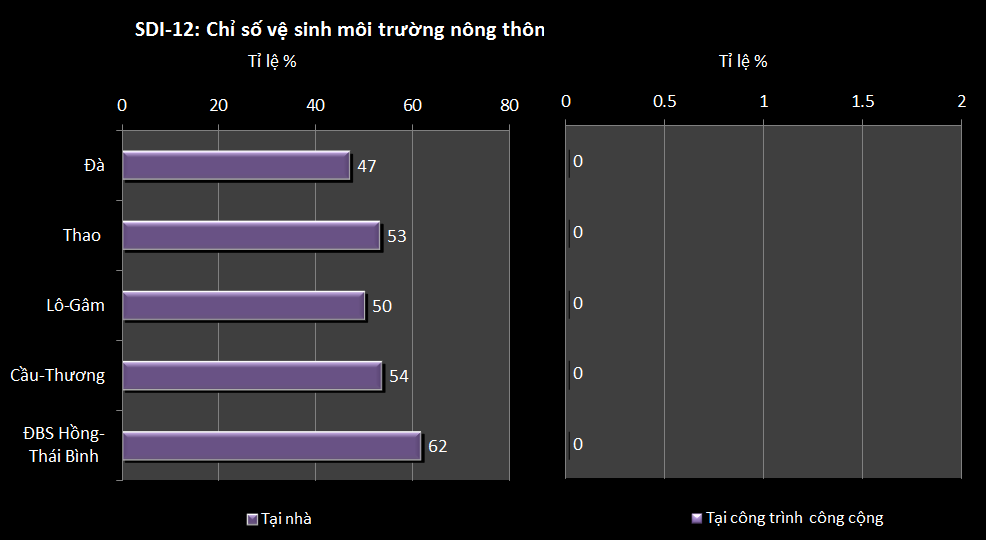 SDI-12: Chỉ số vệ sinh môi trường nông thôn
Tỉ lệ %
0 20 40 60 80
Đà 47
Thao 53
Lô-Gâm 50
Cầu-Thương 54
ĐBS Hồng-
Thái Bình 62
Tại nhà
Tỉ lệ %
0 0.5 1 1.5 2
0
0
0
0
0
Tại công trình công cộng